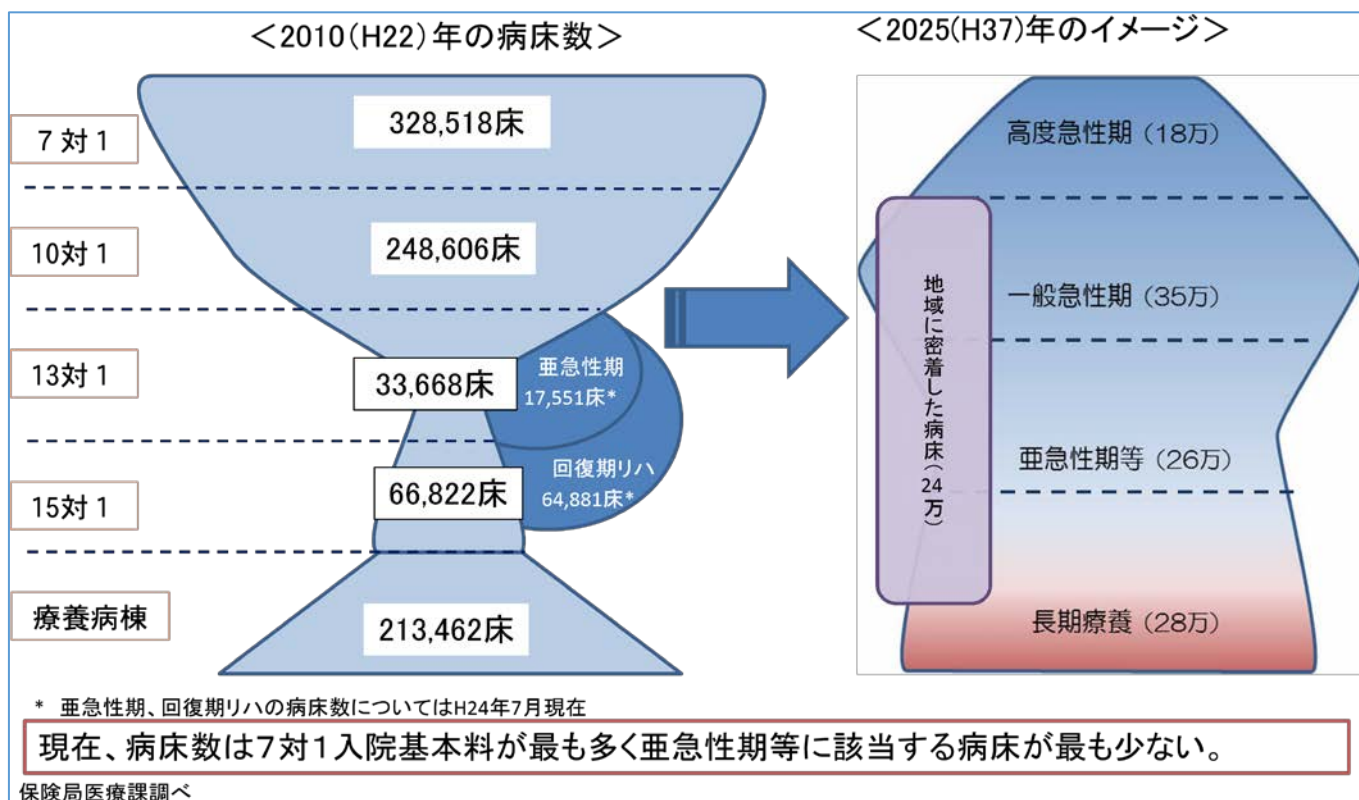 ＜2010(H22)年の病床数＞
＜2025(H37)年のイメージ＞
7対1
328,518床
10対1
248,606床
13対1
33,668床
亜急性期
17,551床*
15対1
66,822床
回復期リハ
64,881床*
療養病棟
213,462床
高度急性期（18万）
一般急性期（35万）
亜急性期等（26万）
長期療養（28万）
地域に密着した病床（24万）
* 亜急性期、回復期リハの病床数についてはH24年7月現在
現在、病床数は７対１入院基本料が最も多く亜急性期等に該当する病床が最も少ない。
保険局医療課調べ